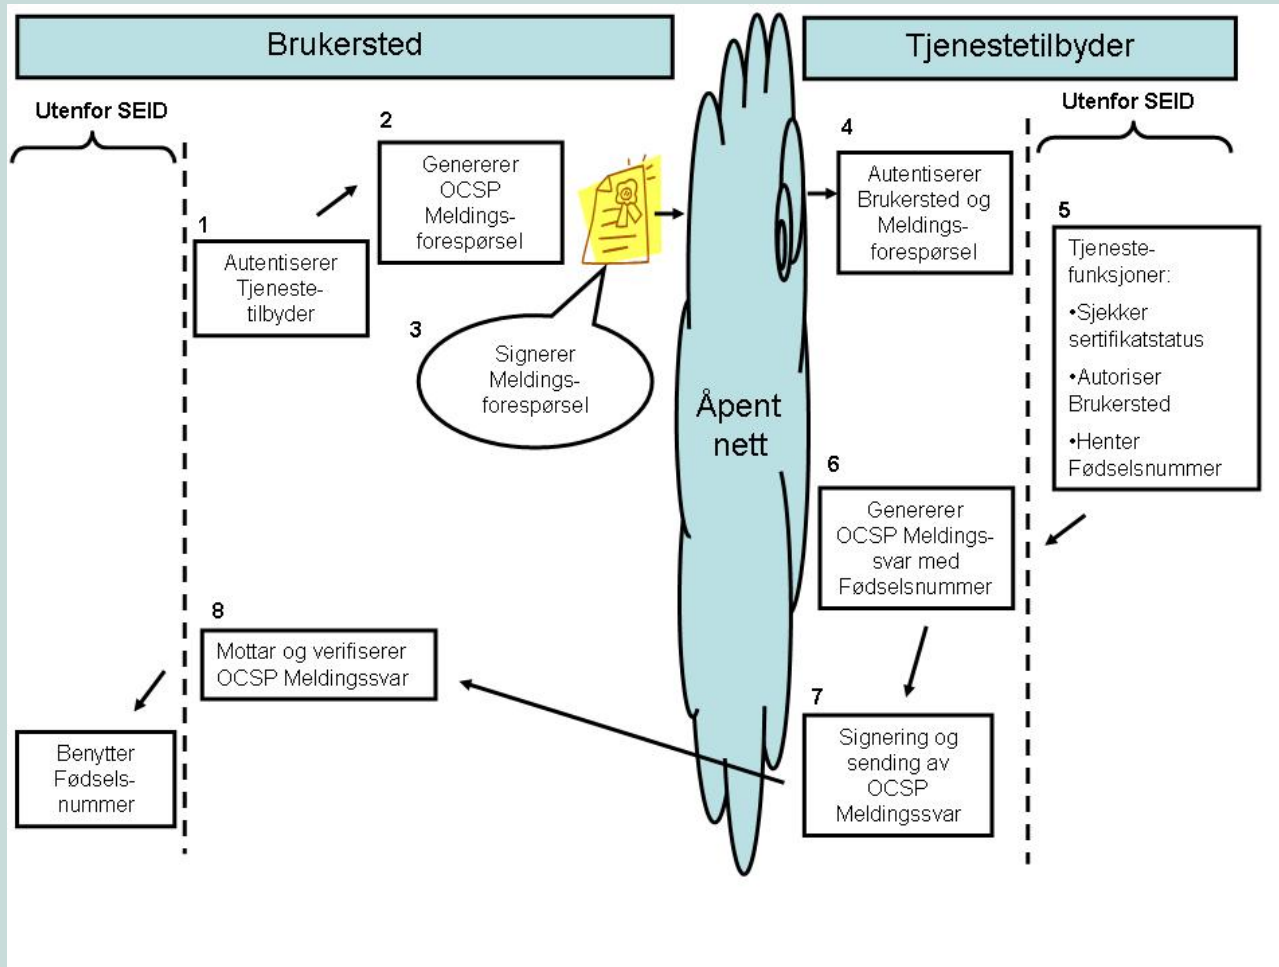 Brukersted
Tjenestetilbyder
Utenfor SEID
Utenfor SEID
1
Autentiserer
Tjeneste-
tilbyder
2
Genererer
OCSP
Meldings-
forespørsel
3
Signerer
Meldings-
forespørsel
Åpent
nett
4
Autentiserer
Brukersted og
Meldings-
forespørsel
5
Tjeneste-
funksjoner:
•Sjekker
sertifikatstatus
•Autoriser
Brukersted
•Henter
Fødselsnummer
6
Genererer
OCSP Meldings-
svar med
Fødselsnummer
7
Signering og
sending av
OCSP
Meldingssvar
8
Mottar og verifiserer
OCSP Meldingssvar
Benytter
Fødsels-
nummer